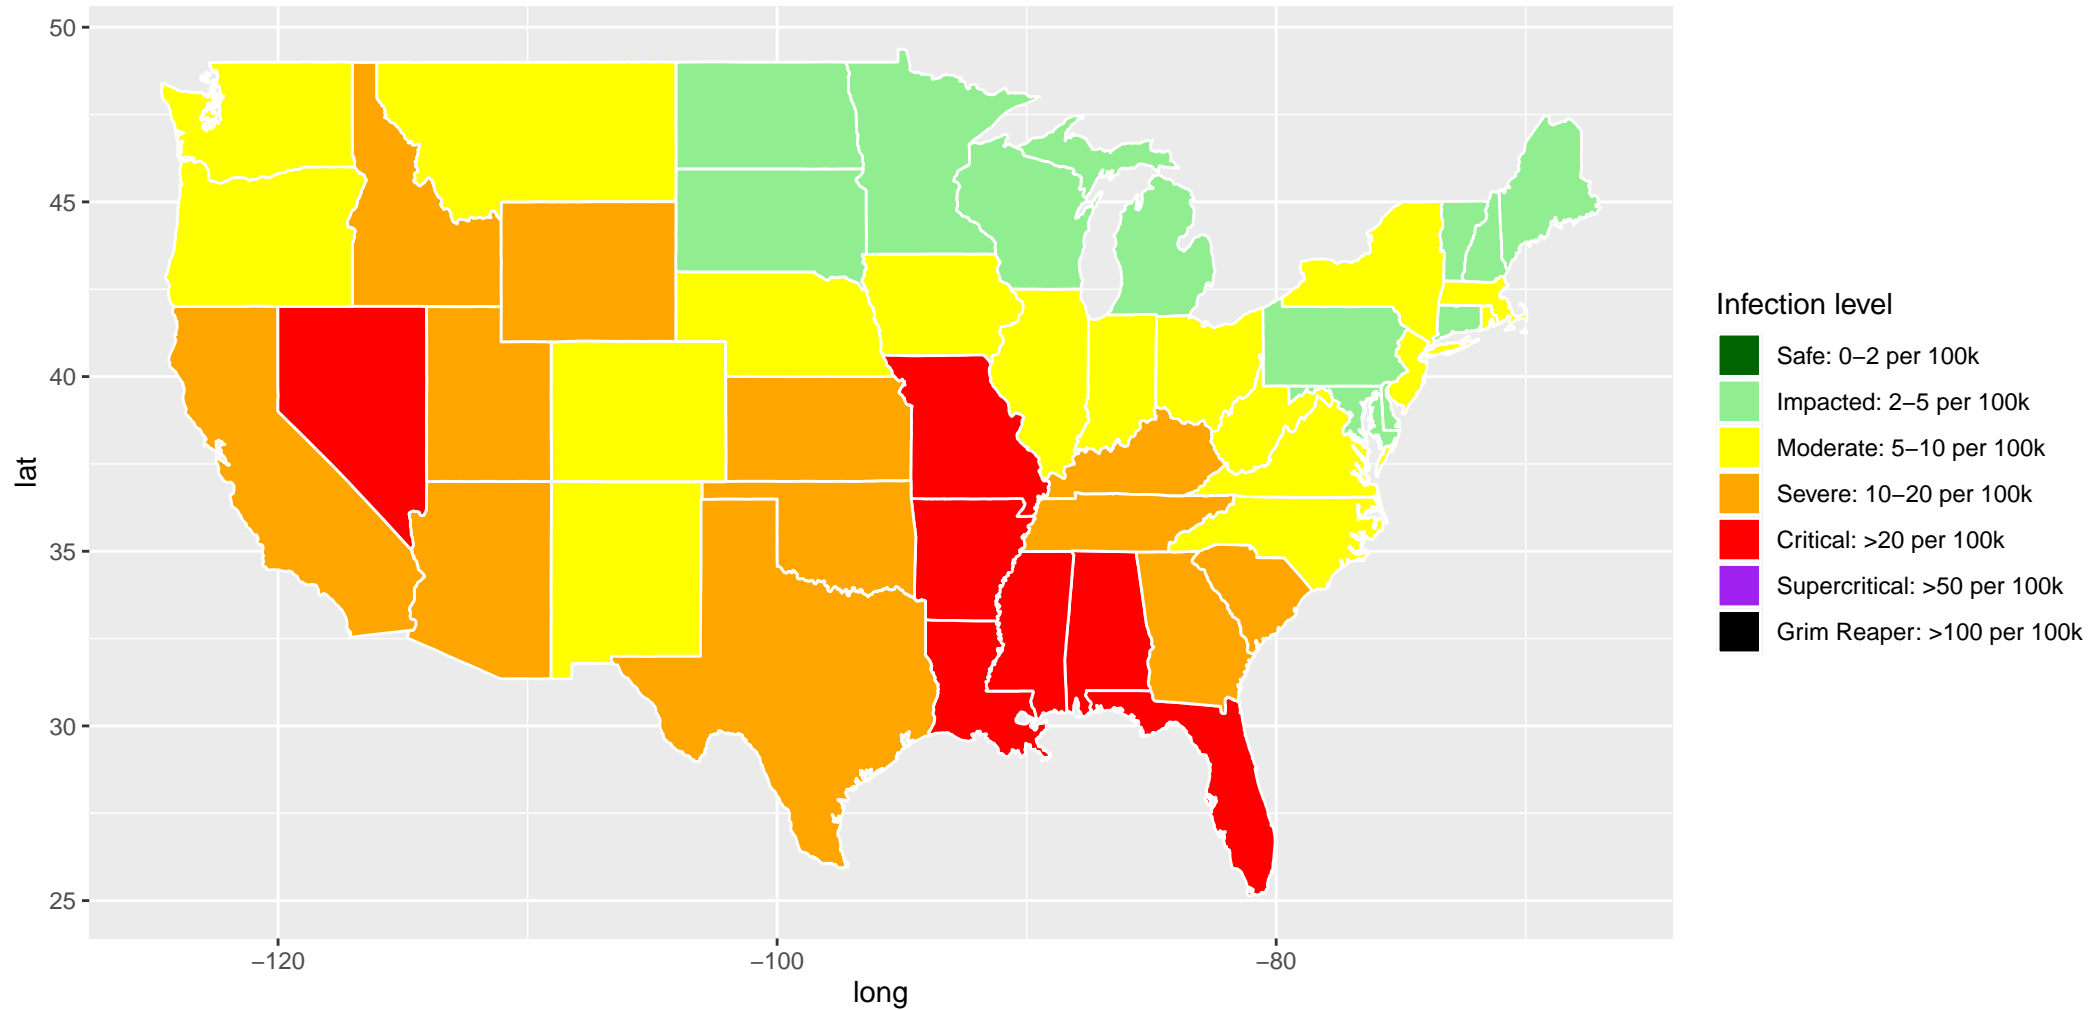 50
45
40
35
30
25
lat
−120
−100
−80
long
Infection level
Safe: 0−2 per 100k
Impacted: 2−5 per 100k
Moderate: 5−10 per 100k
Severe: 10−20 per 100k
Critical: >20 per 100k
Supercritical: >50 per 100k
Grim Reaper: >100 per 100k